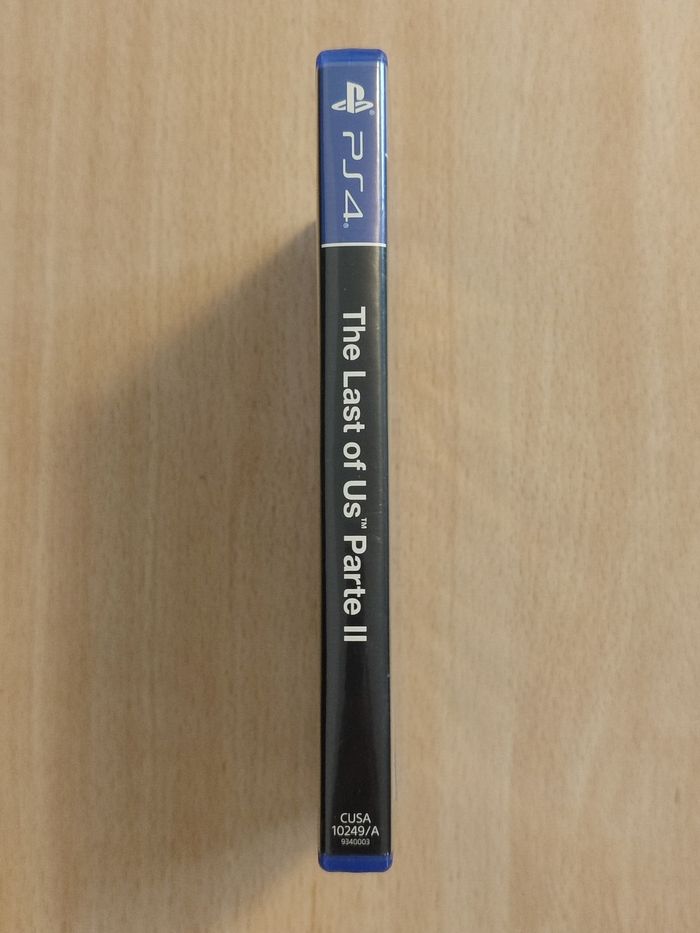 PS4
The Last of Us™ Parte II
CUSA
10249/A
9340003